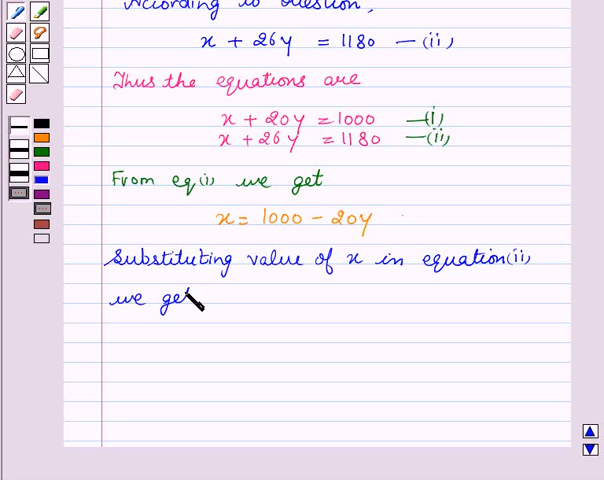 According to question,
x + 26y = 1180 — (ii)
Thus the equations are
x + 20y = 1000 — (i)
x + 26y = 1180 — (ii)
From eq(i) we get
x = 1000 - 20y
Substituting value of x in equation (ii)
we get